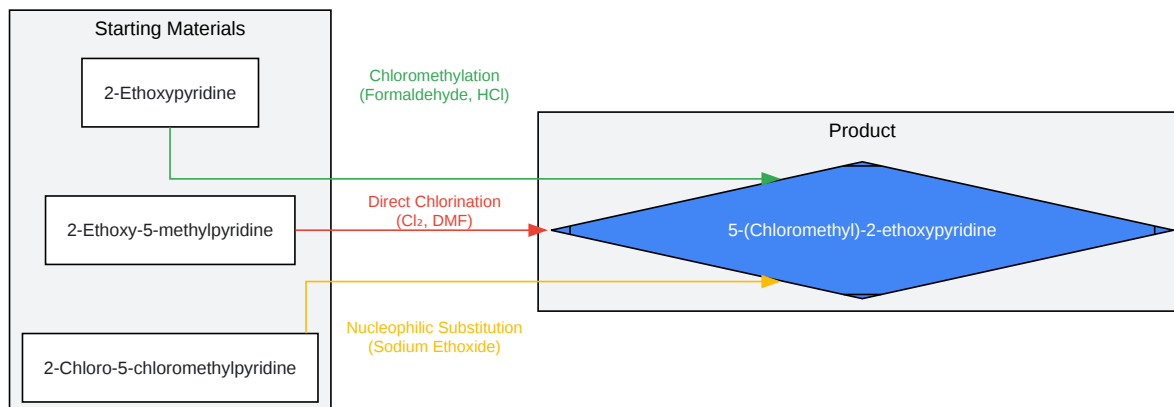 Starting Materials
2-Ethoxypyridine
Chloromethylation
(Formaldehyde, HCl)
Product
2-Ethoxy-5-methylpyridine
Direct Chlorination
(Cl₂, DMF)
5-(Chloromethyl)-2-ethoxypyridine
Nucleophilic Substitution
(Sodium Ethoxide)
2-Chloro-5-chloromethylpyridine